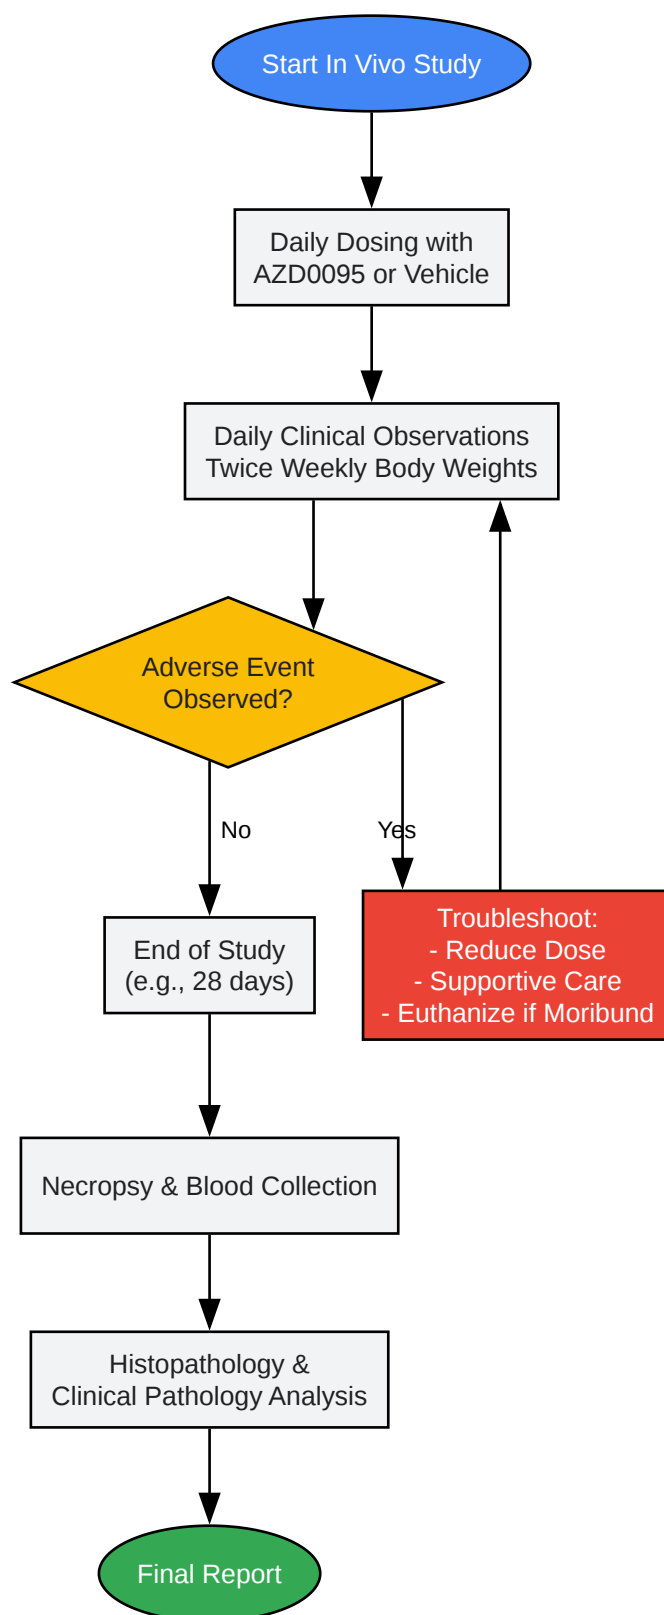 Start In Vivo Study
Daily Dosing with
AZD0095 or Vehicle
Daily Clinical Observations
Twice Weekly Body Weights
Adverse Event
Observed?
No
Yes
End of Study
(e.g., 28 days)
Troubleshoot:
- Reduce Dose
- Supportive Care
- Euthanize if Moribund
Necropsy & Blood Collection
Histopathology &
Clinical Pathology Analysis
Final Report